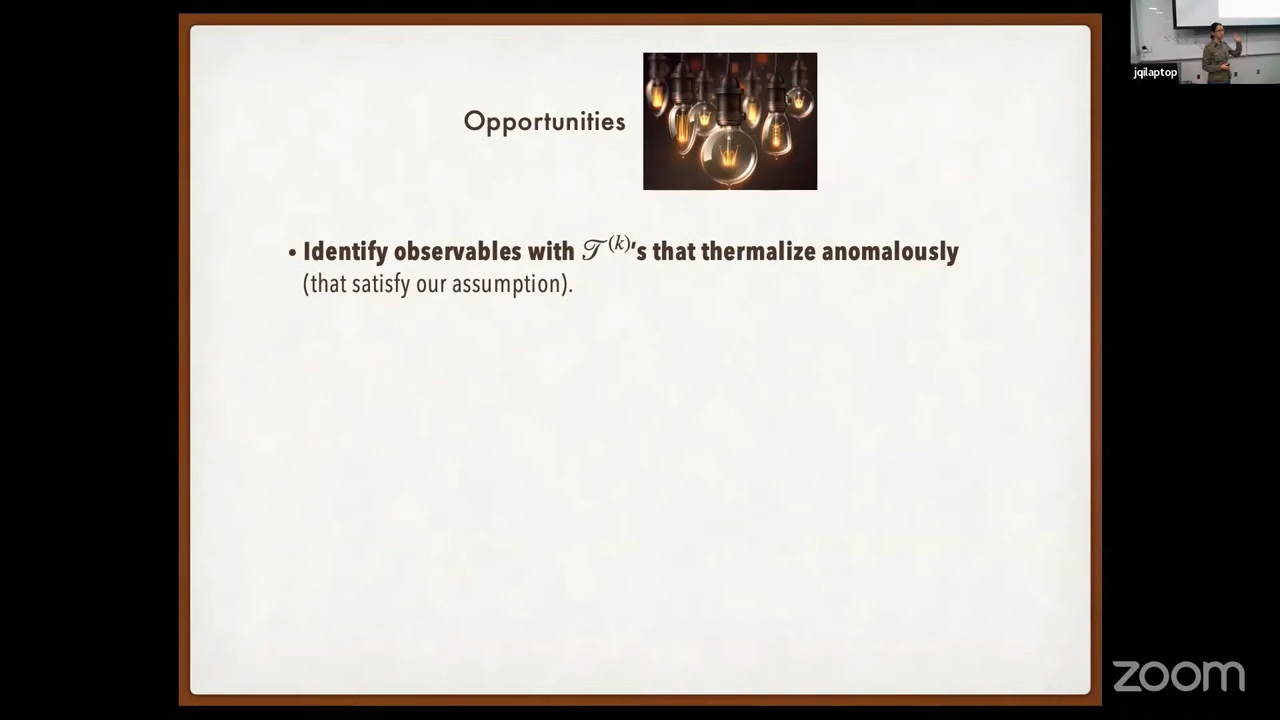 jqilaptop
Opportunities
• Identify observables with 𝒯^(k)'s that thermalize anomalously
(that satisfy our assumption).
zoom